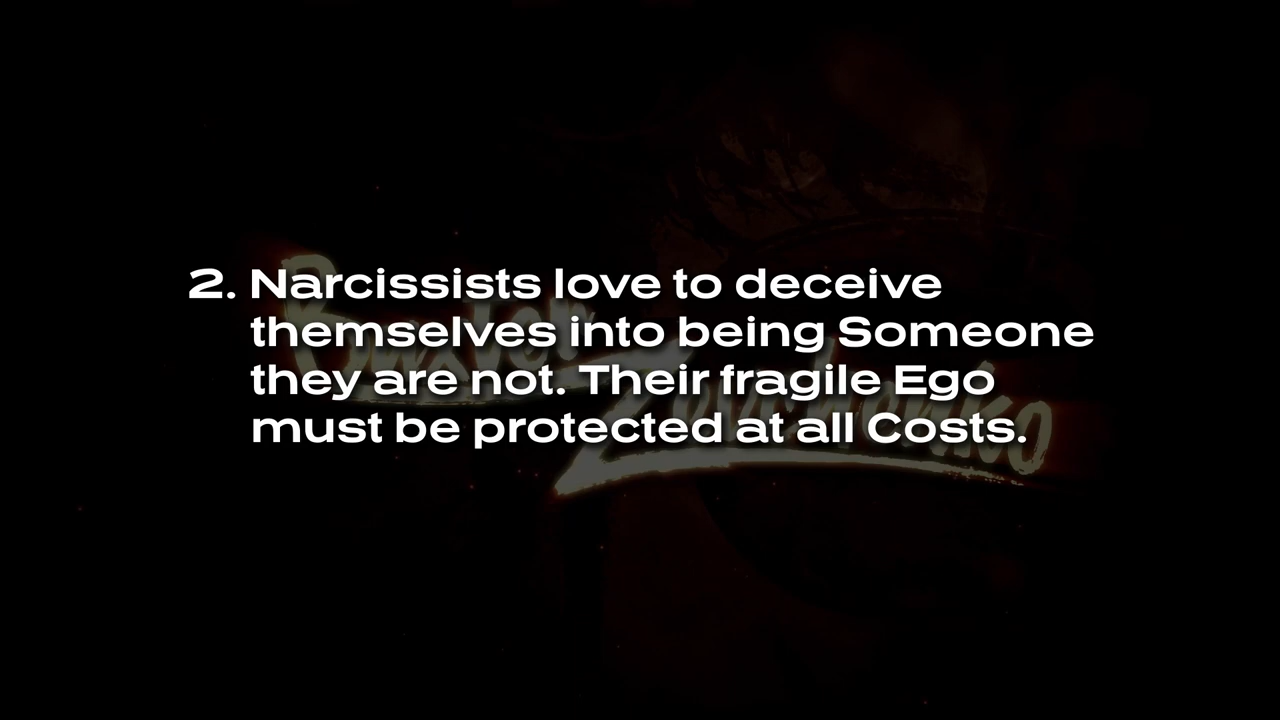 2. Narcissists love to deceive
themselves into being Someone
they are not. Their fragile Ego
must be protected at all Costs.